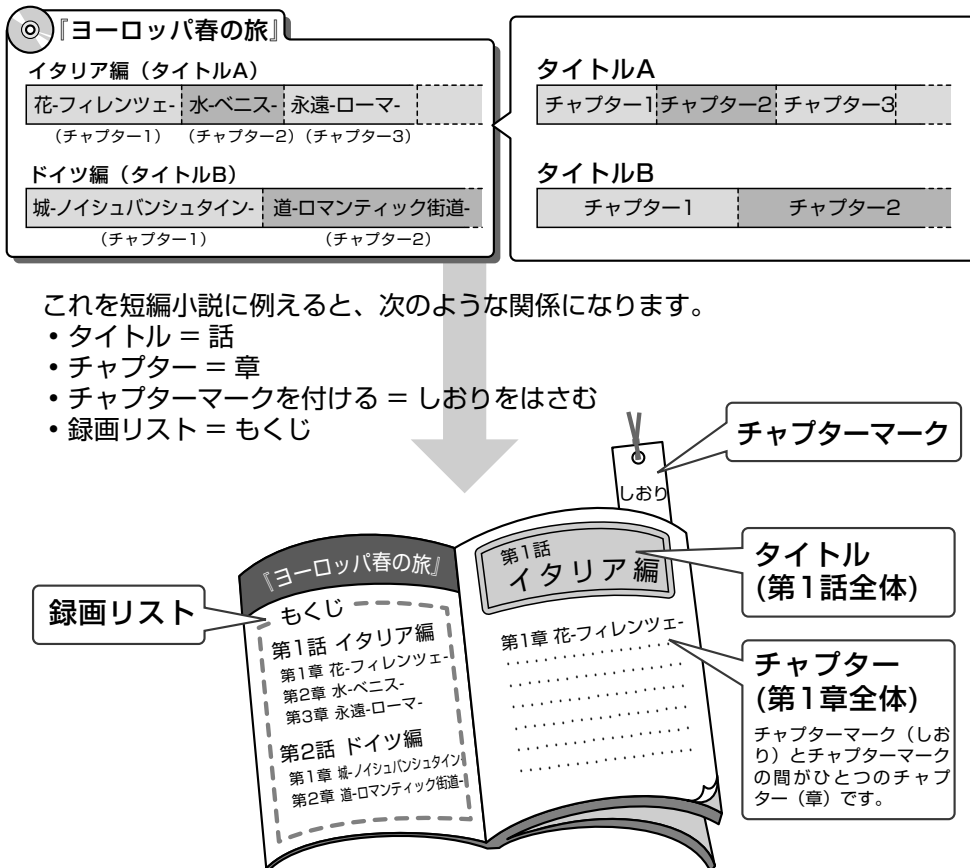 『ヨーロッパ春の旅』
イタリア編（タイトルA）
花-フィレンツェ- 水-ベニス- 永遠-ローマ-
（チャプター1） （チャプター2）（チャプター3）
ドイツ編（タイトルB）
城-ノイシュバンシュタイン- 道-ロマンティック街道-
（チャプター1） （チャプター2）
タイトルA
チャプター1 チャプター2 チャプター3
タイトルB
チャプター1 チャプター2
これを短編小説に例えると、次のような関係になります。
• タイトル = 話
• チャプター = 章
• チャプターマークを付ける = しおりをはさむ
• 録画リスト = もくじ
チャプターマーク
しおり
『ヨーロッパ春の旅』
録画リスト
もくじ
第1話 イタリア編
第1章 花-フィレンツェ-
第2章 水-ベニス-
第3章 永遠-ローマ-
第2話 ドイツ編
第1章 城-ノイシュバンシュタイン-
第2章 道-ロマンティック街道-
第1話
イタリア編
第1章 花-フィレンツェ-
タイトル
(第1話全体)
チャプター
(第1章全体)
チャプターマーク（しお
り）とチャプターマーク
の間がひとつのチャプ
ター（章）です。